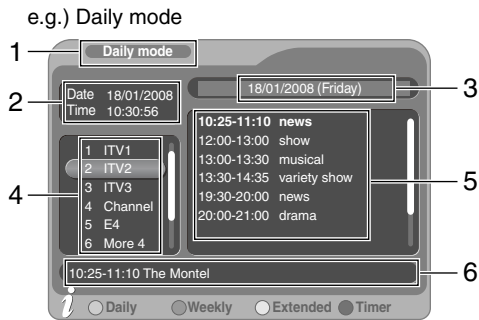 e.g.) Daily mode
1 Daily mode
2 Date 18/01/2008
Time 10:30:56
18/01/2008 (Friday) 3
4
1 ITV1
2 ITV2
3 ITV3
4 Channel
5 E4
6 More 4
10:25-11:10 news
12:00-13:00 show
13:00-13:30 musical
13:30-14:35 variety show
19:30-20:00 news
20:00-21:00 drama
5
10:25-11:10 The Montel 6
i Daily Weekly Extended Timer